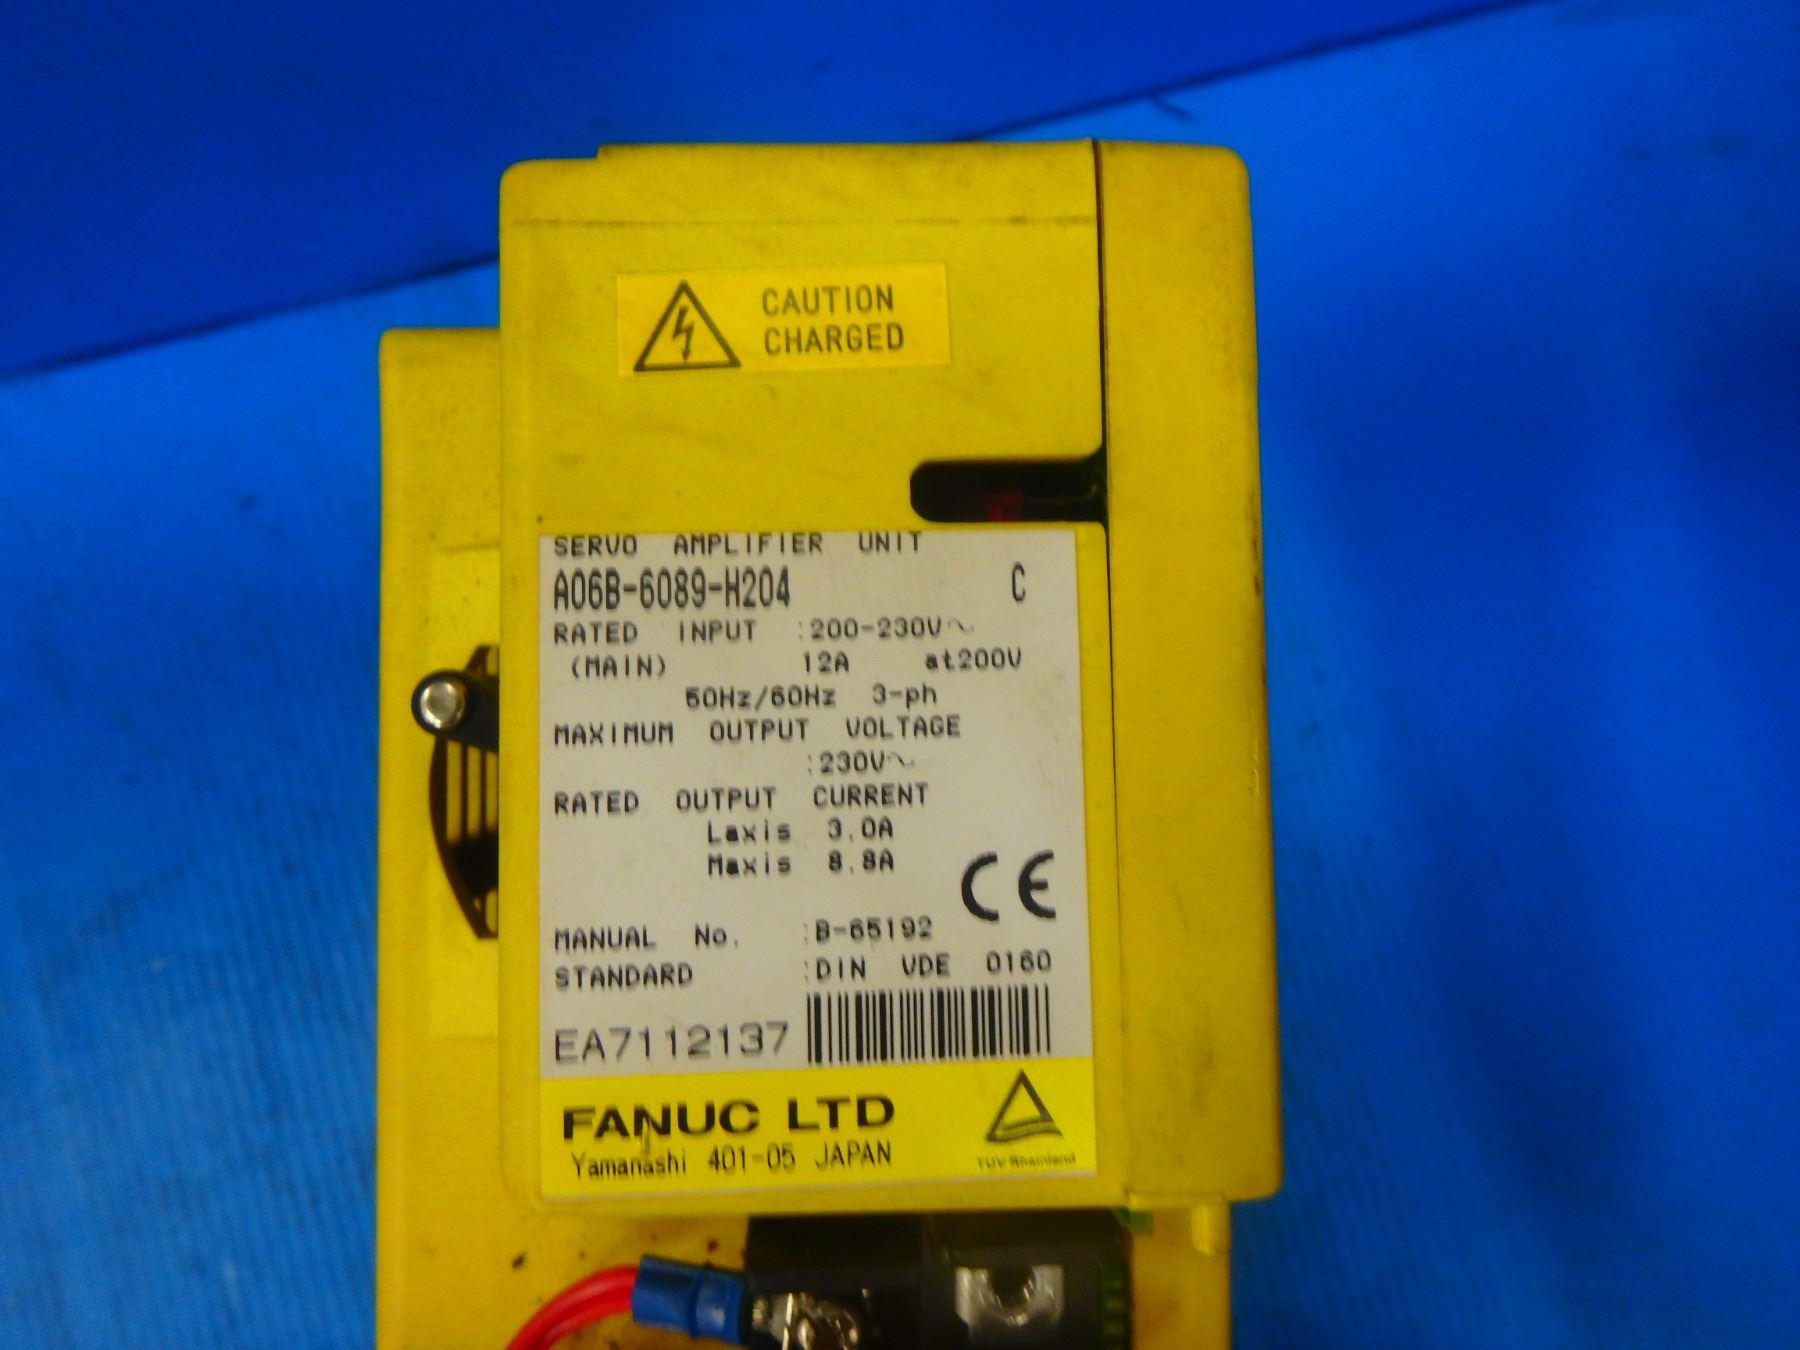 CAUTION
CHARGED
SERVO AMPLIFIER UNIT
A06B-6089-H204 C
RATED INPUT :200-230V~
(MAIN) 12A at200V
50Hz/60Hz 3-ph
MAXIMUM OUTPUT VOLTAGE
:230V~
RATED OUTPUT CURRENT
Laxis 3.0A
Maxis 8.8A
CE
MANUAL No. :B-65192
STANDARD :DIN VDE 0160
EA7112137
FANUC LTD
Yamanashi 401-05 JAPAN
TUV Rheinland